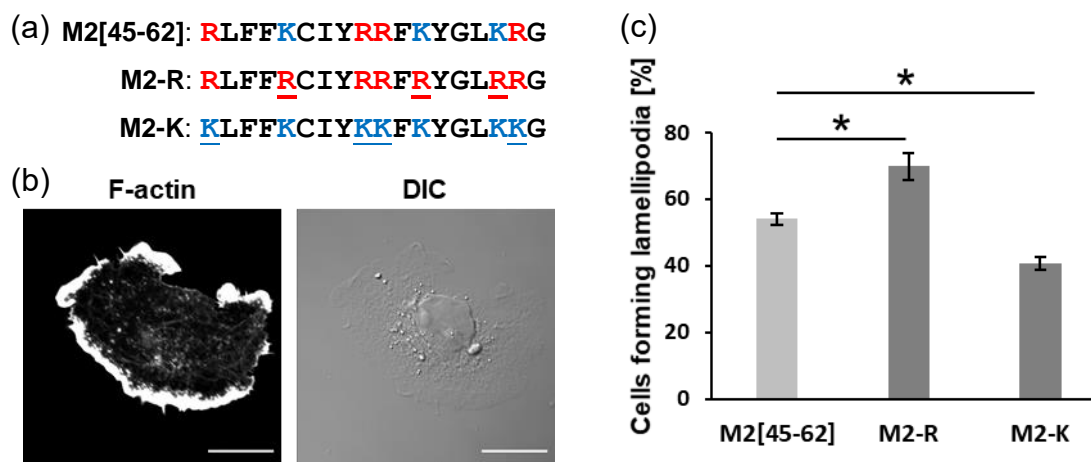 (a)
M2[45-62]: RLFFKCIYRRFKYGLKRG
M2-R: RLFFRCIYRRFRYGLRRG
M2-K: KLFFKCIYKKFKYGLKKG
(b)
F-actin
DIC
(c)
Cells forming lamellipodia [%]
80
60
40
20
0
*
*
M2[45-62]
M2-R
M2-K